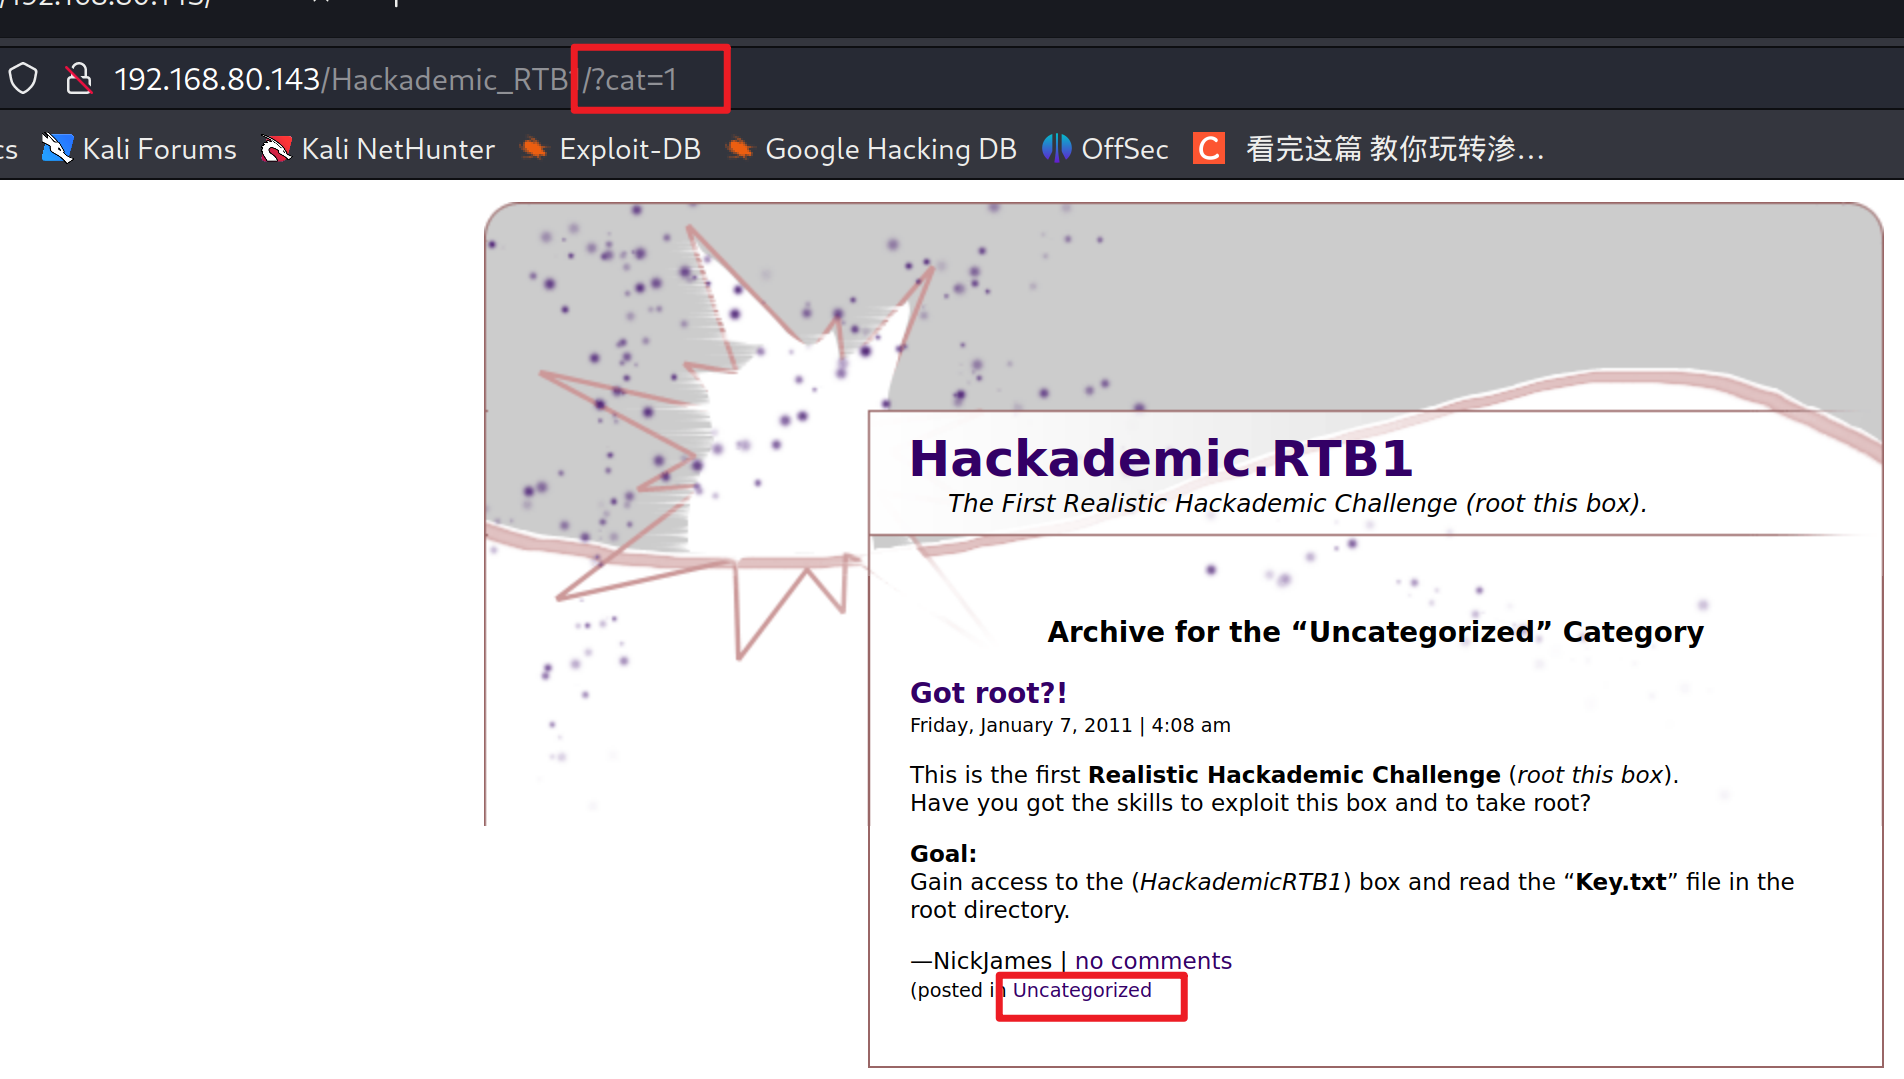 192.168.80.143/Hackademic_RTB1/?cat=1
cs Kali Forums Kali NetHunter Exploit-DB Google Hacking DB OffSec C 看完这篇 教你玩转渗…
Hackademic.RTB1
The First Realistic Hackademic Challenge (root this box).
Archive for the “Uncategorized” Category
Got root?!
Friday, January 7, 2011 | 4:08 am
This is the first Realistic Hackademic Challenge (root this box).
Have you got the skills to exploit this box and to take root?
Goal:
Gain access to the (HackademicRTB1) box and read the “Key.txt” file in the
root directory.
—NickJames | no comments
(posted in Uncategorized